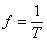 f = 1/T